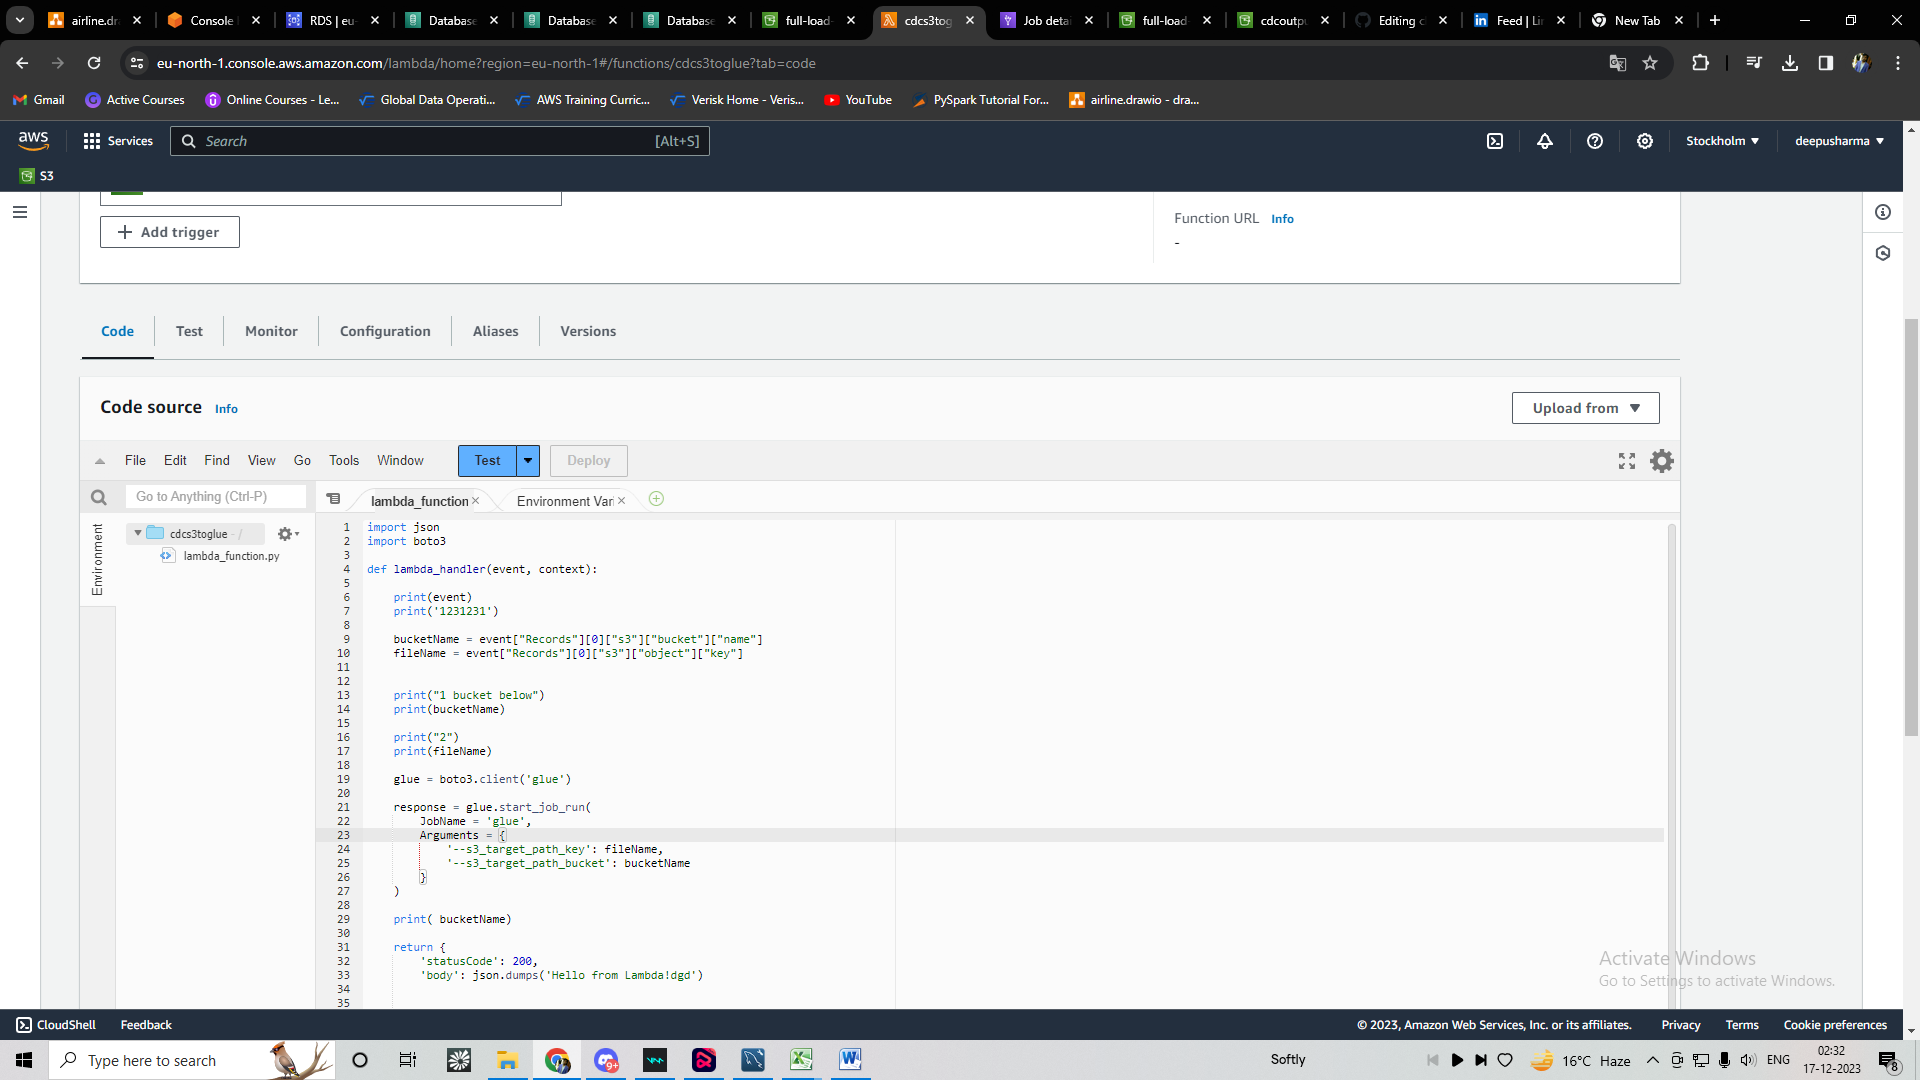 airline.dra
Console
RDS | eu-
Database
Database
Database
full-load-
cdcs3tog
Job detai
full-load-
cdcoutpu
Editing c
Feed | Lin
New Tab
eu-north-1.console.aws.amazon.com/lambda/home?region=eu-north-1#/functions/cdcs3toglue?tab=code
Gmail
Active Courses
Online Courses - Le...
Global Data Operati...
AWS Training Curric...
Verisk Home - Veris...
YouTube
PySpark Tutorial For...
airline.drawio - dra...
aws
Services
Search
[Alt+S]
Stockholm
deepusharma
S3
+ Add trigger
Function URL Info
-
Code
Test
Monitor
Configuration
Aliases
Versions
Code source Info
Upload from
File Edit Find View Go Tools Window
Test
Deploy
Go to Anything (Ctrl-P)
lambda_function
Environment Vari
Environment
cdcs3toglue - /
lambda_function.py
1 import json
2 import boto3
3
4 def lambda_handler(event, context):
5
6 print(event)
7 print('1231231')
8
9 bucketName = event["Records"][0]["s3"]["bucket"]["name"]
10 fileName = event["Records"][0]["s3"]["object"]["key"]
11
12
13 print("1 bucket below")
14 print(bucketName)
15
16 print("2")
17 print(fileName)
18
19 glue = boto3.client('glue')
20
21 response = glue.start_job_run(
22 JobName = 'glue',
23 Arguments = {
24 '--s3_target_path_key': fileName,
25 '--s3_target_path_bucket': bucketName
26 }
27 )
28
29 print( bucketName)
30
31 return {
32 'statusCode': 200,
33 'body': json.dumps('Hello from Lambda!dgd')
34
35
Activate Windows
Go to Settings to activate Windows.
CloudShell
Feedback
© 2023, Amazon Web Services, Inc. or its affiliates.
Privacy
Terms
Cookie preferences
Type here to search
9+
Softly
16°C Haze
ENG
02:32
17-12-2023
8